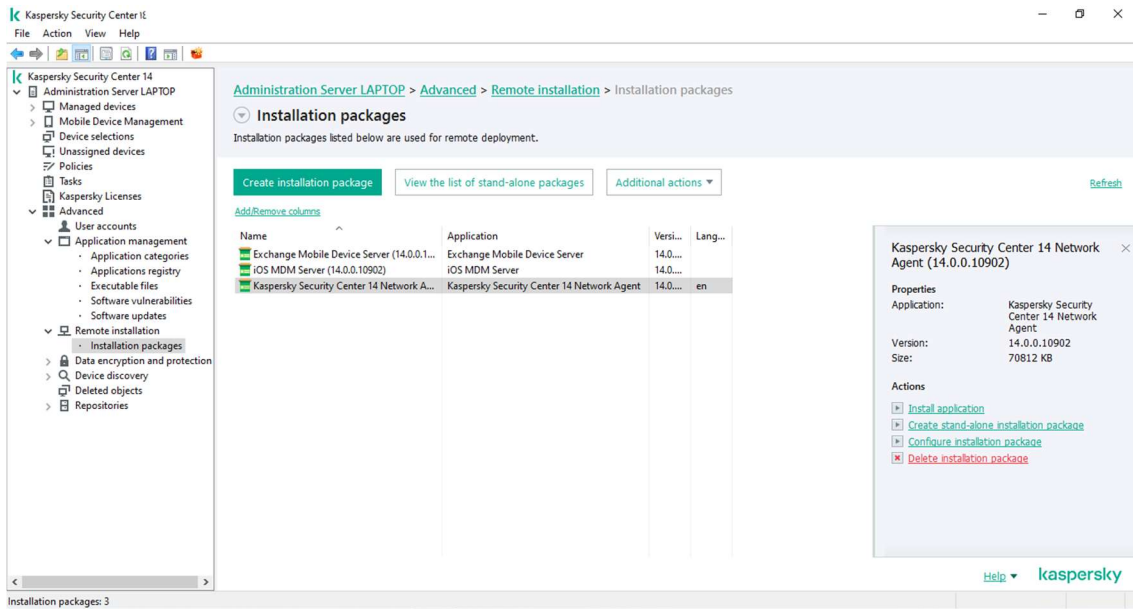 Kaspersky Security Center
File Action View Help
Kaspersky Security Center 14
Administration Server LAPTOP
Managed devices
Mobile Device Management
Device selections
Unassigned devices
Policies
Tasks
Kaspersky Licenses
Advanced
User accounts
Application management
Application categories
Applications registry
Executable files
Software vulnerabilities
Software updates
Remote installation
Installation packages
Data encryption and protection
Device discovery
Deleted objects
Repositories
Administration Server LAPTOP > Advanced > Remote installation > Installation packages
Installation packages
Installation packages listed below are used for remote deployment.
Create installation package View the list of stand-alone packages Additional actions Refresh
Add/Remove columns
Name Application Versi... Lang...
Exchange Mobile Device Server (14.0.0.1... Exchange Mobile Device Server 14.0....
iOS MDM Server (14.0.0.10902) iOS MDM Server 14.0....
Kaspersky Security Center 14 Network A... Kaspersky Security Center 14 Network Agent 14.0.... en
Kaspersky Security Center 14 Network
Agent (14.0.0.10902)
Properties
Application: Kaspersky Security
Center 14 Network
Agent
Version: 14.0.0.10902
Size: 70812 KB
Actions
Install application
Create stand-alone installation package
Configure installation package
Delete installation package
Help kaspersky
Installation packages: 3